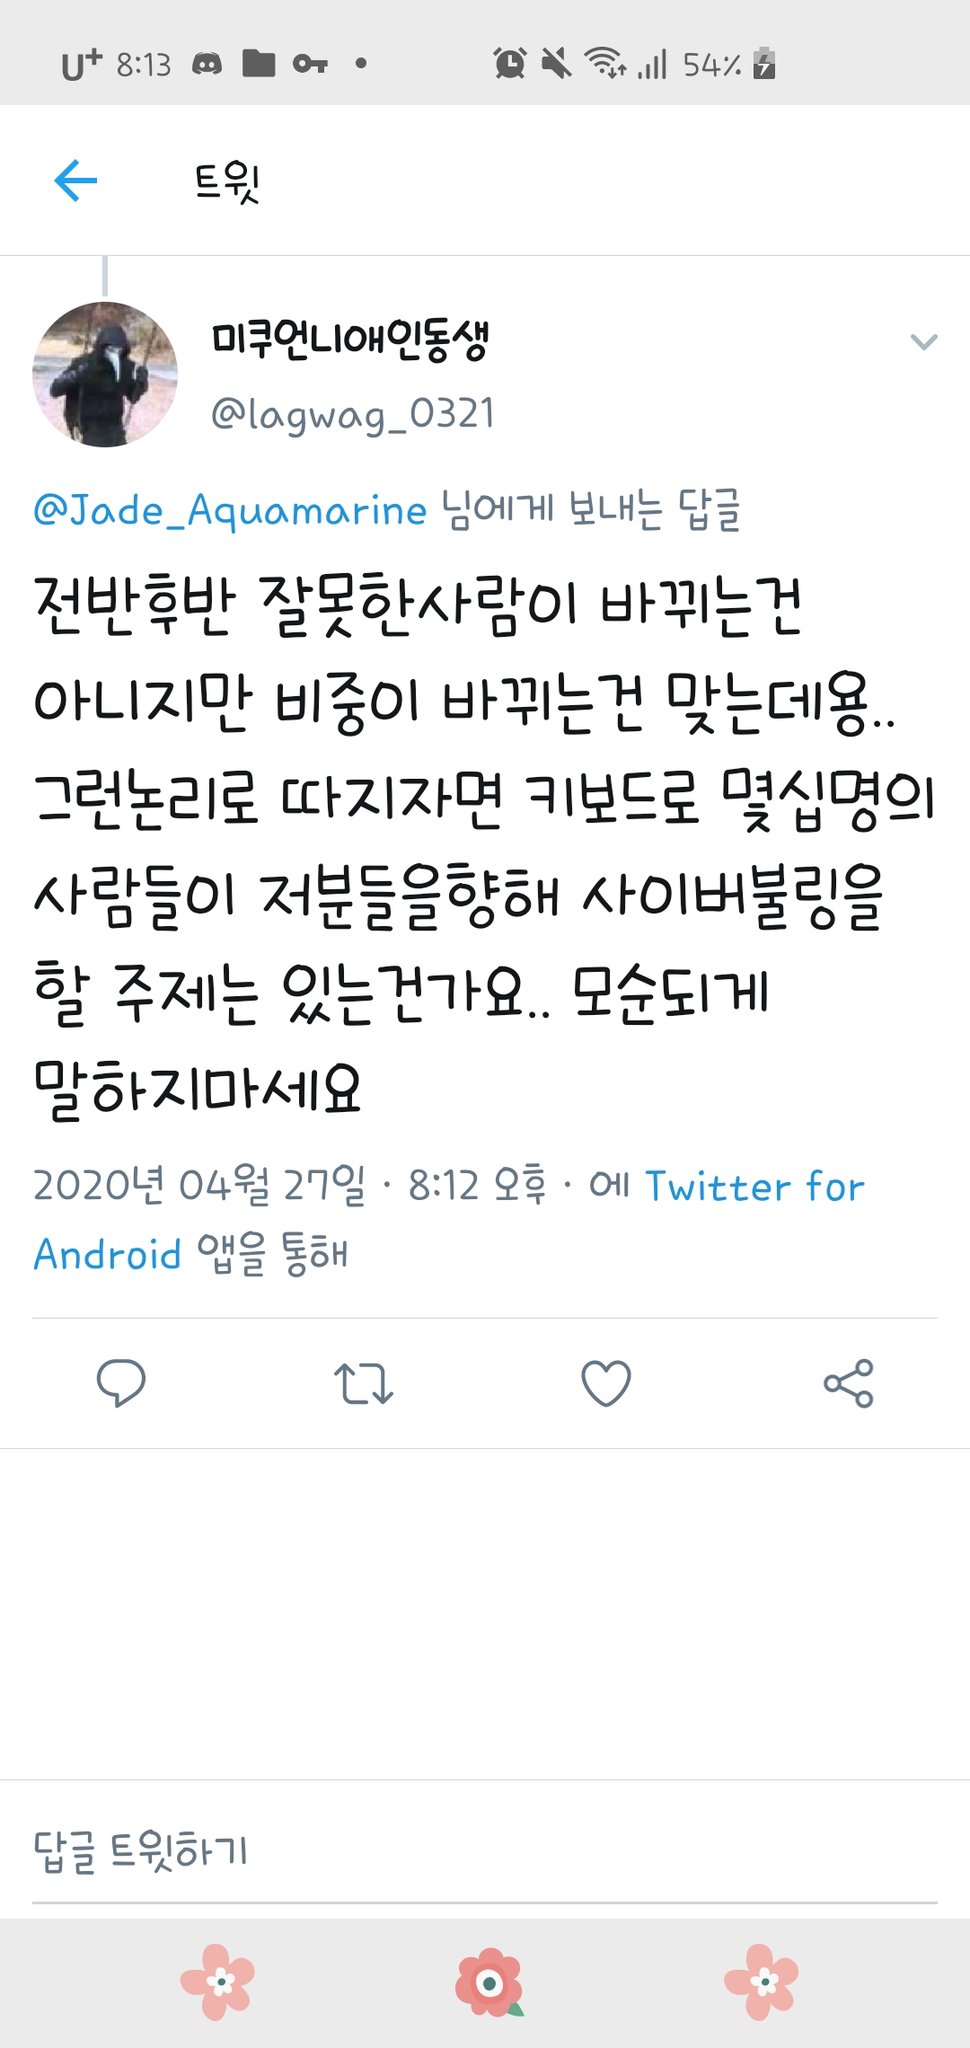 U+ 8:13 54%
트윗
미쿠언니애인동생
@lagwag_0321
@Jade_Aquamarine 님에게 보내는 답글
전반후반 잘못한사람이 바뀌는건
아니지만 비중이 바뀌는건 맞는데용..
그런논리로 따지자면 키보드로 몇십명의
사람들이 저분들을향해 사이버불링을
할 주제는 있는건가요.. 모순되게
말하지마세요
2020년 04월 27일 · 8:12 오후 · 에 Twitter for
Android 앱을 통해
답글 트윗하기